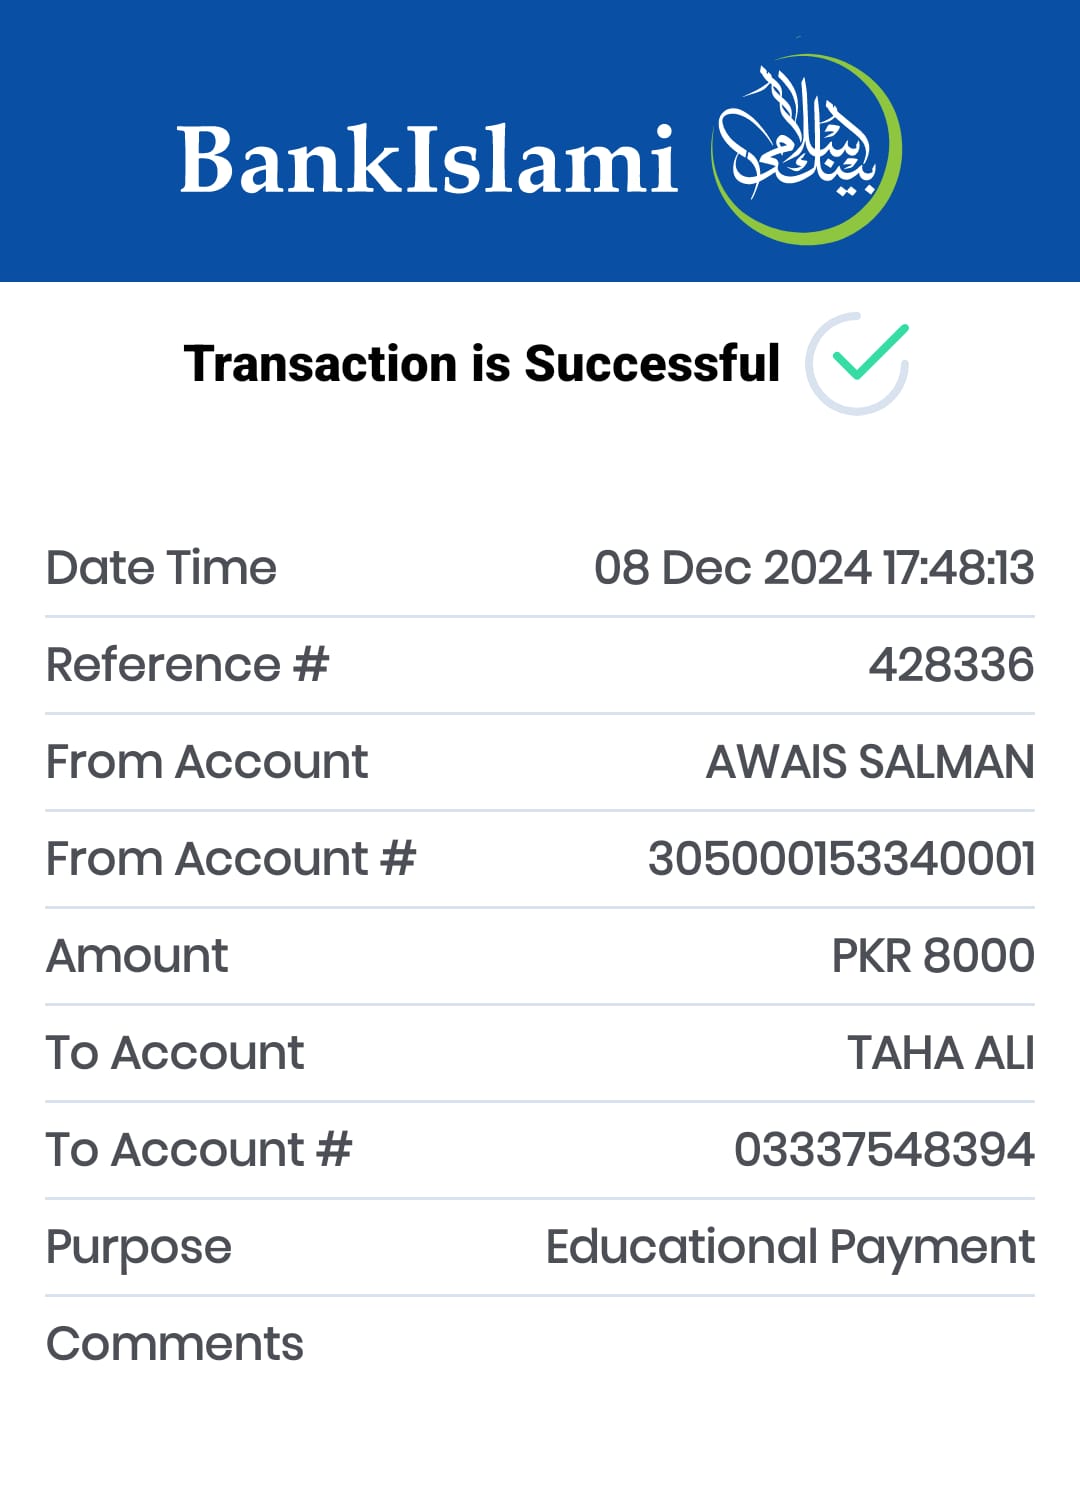 BankIslami
بینک اسلامی
Transaction is Successful
Date Time 08 Dec 2024 17:48:13
Reference # 428336
From Account AWAIS SALMAN
From Account # 305000153340001
Amount PKR 8000
To Account TAHA ALI
To Account # 03337548394
Purpose Educational Payment
Comments